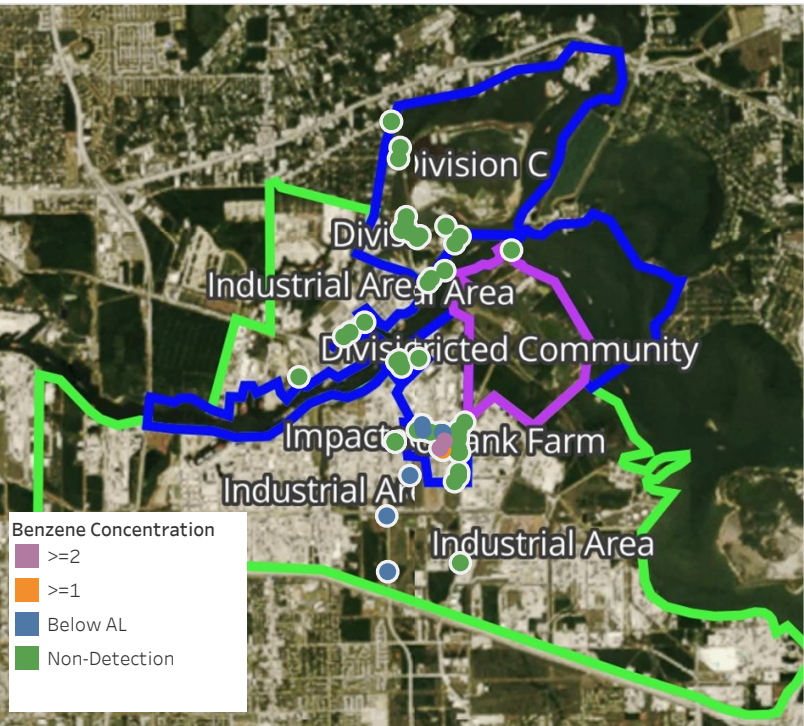 Division C
Divis
Industrial Area
Area
Divisi
tricted Community
Impact
ank Farm
Industrial Ar
Industrial Area
Benzene Concentration
>=2
>=1
Below AL
Non-Detection